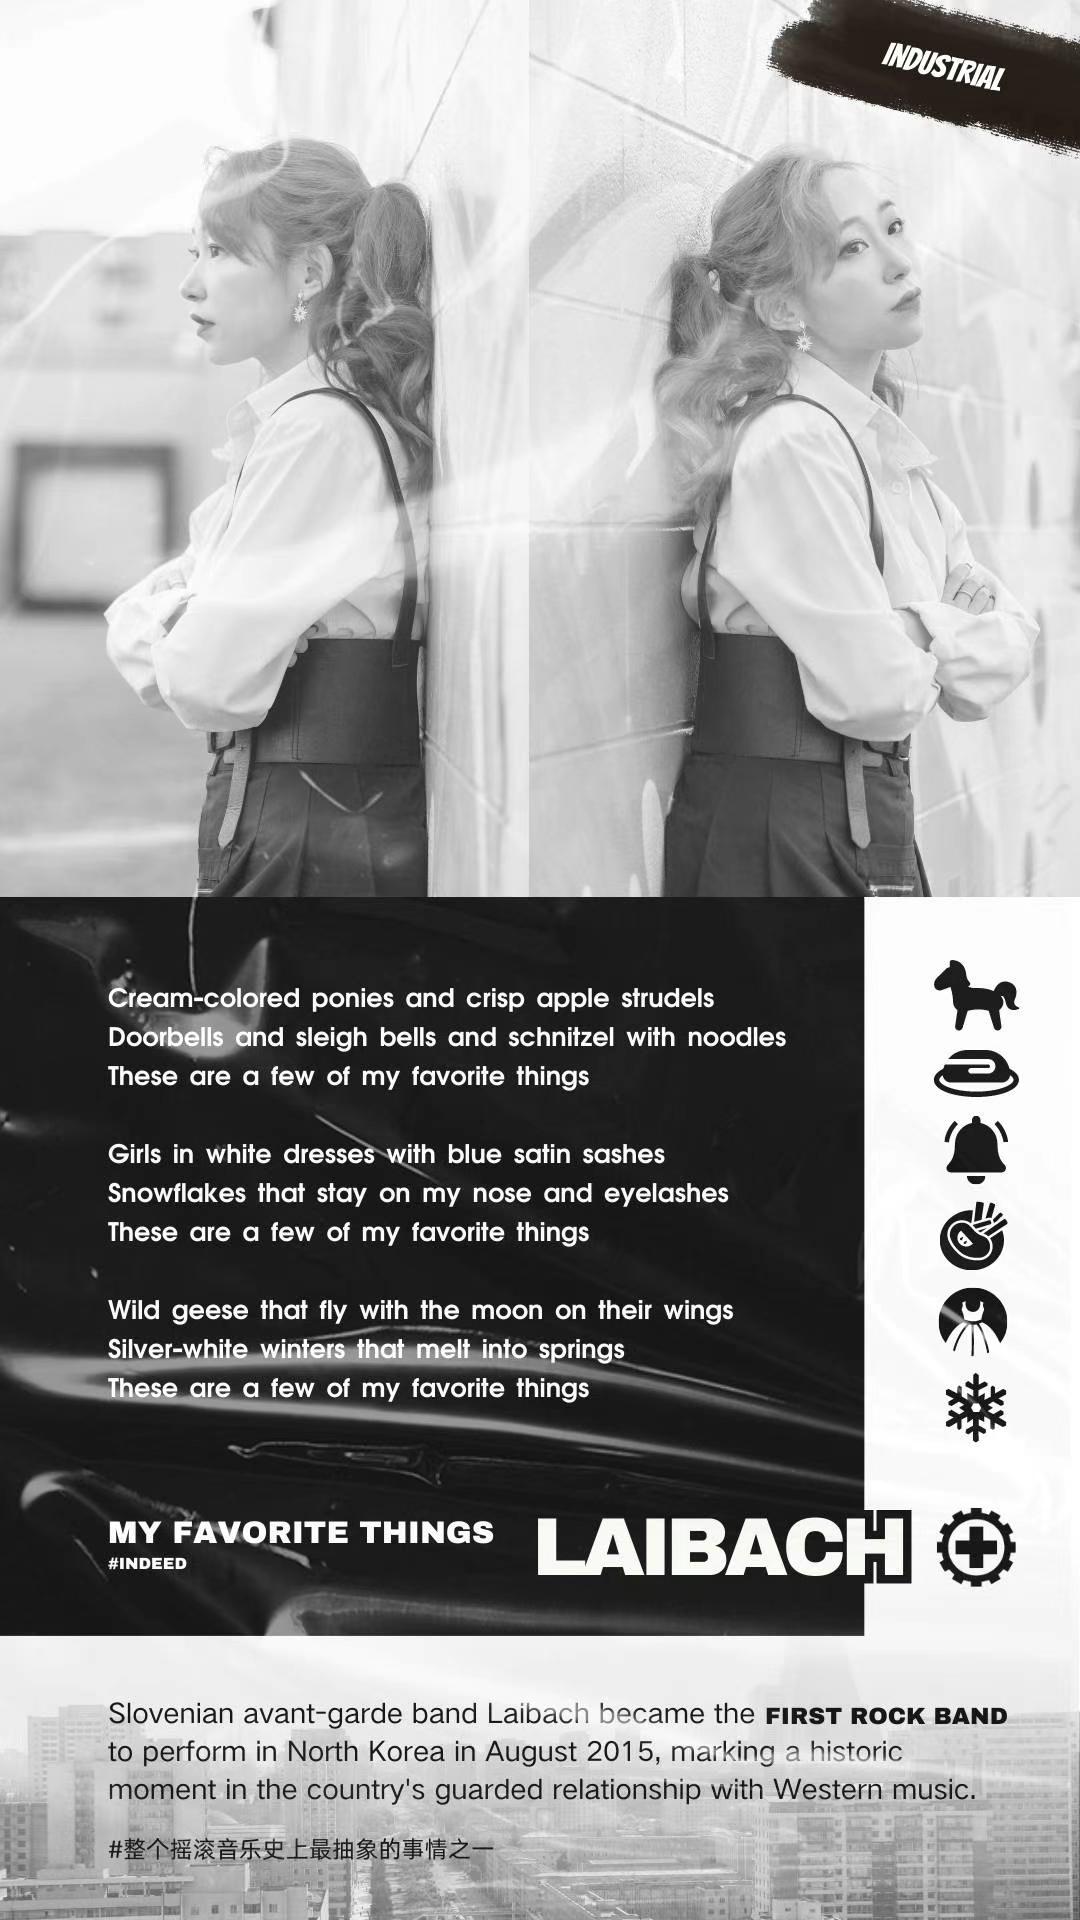 INDUSTRIAL
Cream-colored ponies and crisp apple strudels
Doorbells and sleigh bells and schnitzel with noodles
These are a few of my favorite things
Girls in white dresses with blue satin sashes
Snowflakes that stay on my nose and eyelashes
These are a few of my favorite things
Wild geese that fly with the moon on their wings
Silver-white winters that melt into springs
These are a few of my favorite things
MY FAVORITE THINGS
#INDEED
LAIBACH
Slovenian avant-garde band Laibach became the FIRST ROCK BAND
to perform in North Korea in August 2015, marking a historic
moment in the country's guarded relationship with Western music.
#整个摇滚音乐史上最抽象的事情之一